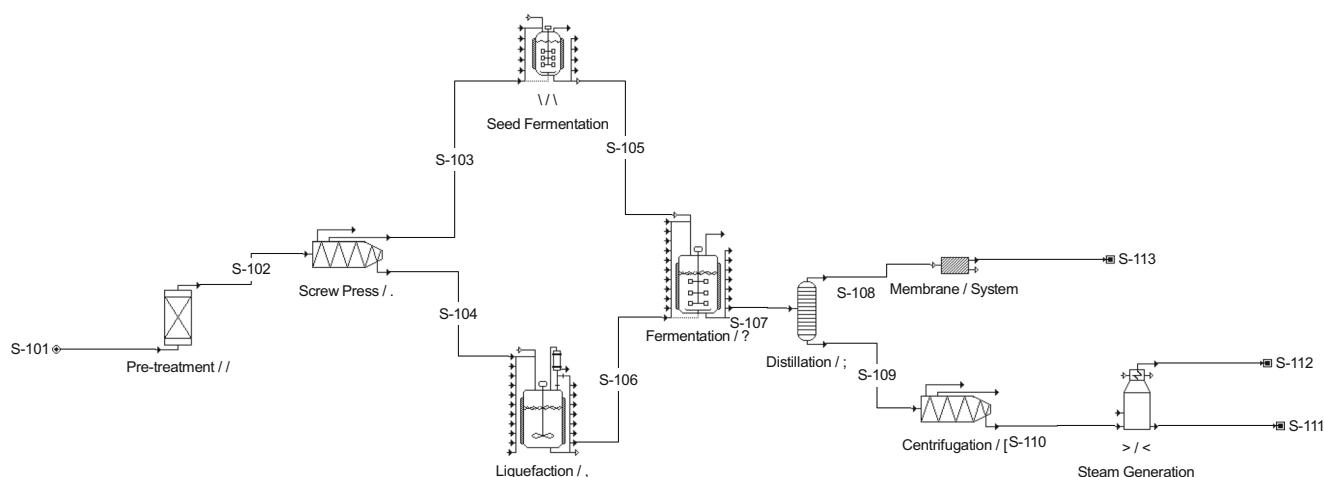 \ / \
Seed Fermentation
S-103
S-105
S-102
Screw Press / .
S-104
S-101
Pre-treatment / /
S-106
Liquefaction / ,
Fermentation / ?
S-107
S-108
Membrane / System
S-113
Distillation / ;
S-109
Centrifugation / [
S-110
S-112
S-111
> / <
Steam Generation